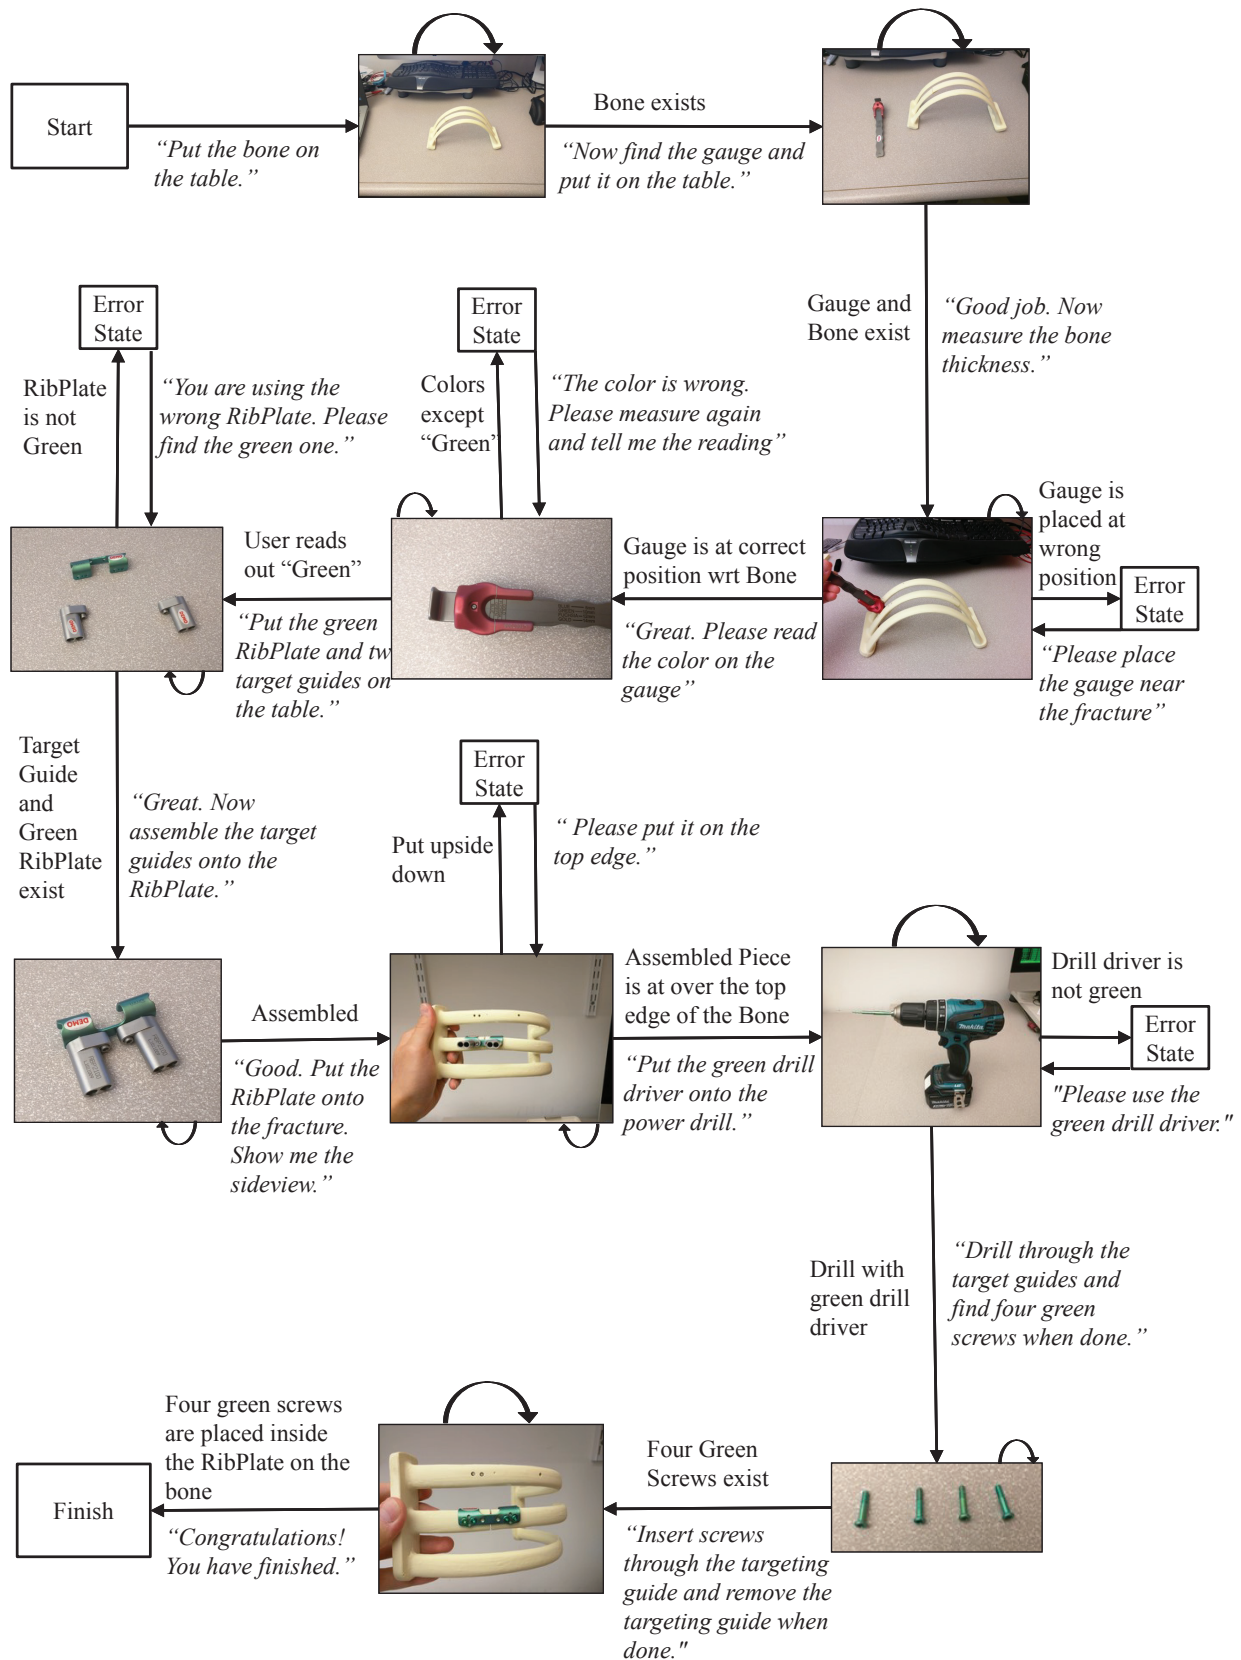 Start
“Put the bone on
the table.”
Bone exists
“Now find the gauge and
put it on the table.”
Gauge and
Bone exist
“Good job. Now
measure the bone
thickness.”
Gauge is
placed at
wrong
position
Error
State
“Please place
the gauge near
the fracture”
Gauge is at correct
position wrt Bone
“Great. Please read
the color on the
gauge”
Error
State
Colors
except
“Green”
“The color is wrong.
Please measure again
and tell me the reading”
User reads
out “Green”
“Put the green
RibPlate and tw
target guides on
the table.”
Error
State
RibPlate
is not
Green
“You are using the
wrong RibPlate. Please
find the green one.”
Target
Guide
and
Green
RibPlate
exist
“Great. Now
assemble the target
guides onto the
RibPlate.”
DEMO
Assembled
“Good. Put the
RibPlate onto
the fracture.
Show me the
sideview.”
Error
State
Put upside
down
“ Please put it on the
top edge.”
Assembled Piece
is at over the top
edge of the Bone
“Put the green drill
driver onto the
power drill.”
makita
Drill driver is
not green
Error
State
"Please use the
green drill driver."
Drill with
green drill
driver
“Drill through the
target guides and
find four green
screws when done.”
Four Green
Screws exist
“Insert screws
through the targeting
guide and remove the
targeting guide when
done."
Four green screws
are placed inside
the RibPlate on the
bone
“Congratulations!
You have finished.”
Finish